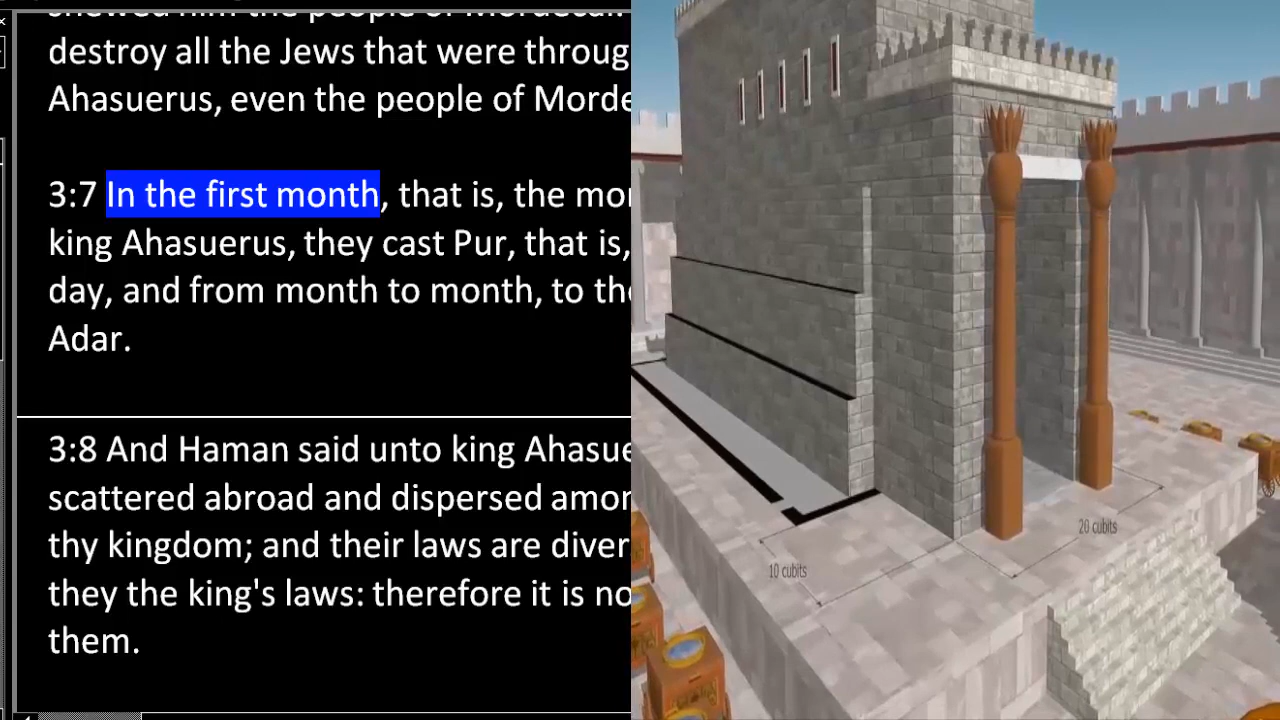 destroy all the Jews that were throug
Ahasuerus, even the people of Morde
3:7 In the first month, that is, the mo
king Ahasuerus, they cast Pur, that is,
day, and from month to month, to the
Adar.
3:8 And Haman said unto king Ahasue
scattered abroad and dispersed amon
thy kingdom; and their laws are diver
they the king's laws: therefore it is no
them.
10 cubits
20 cubits